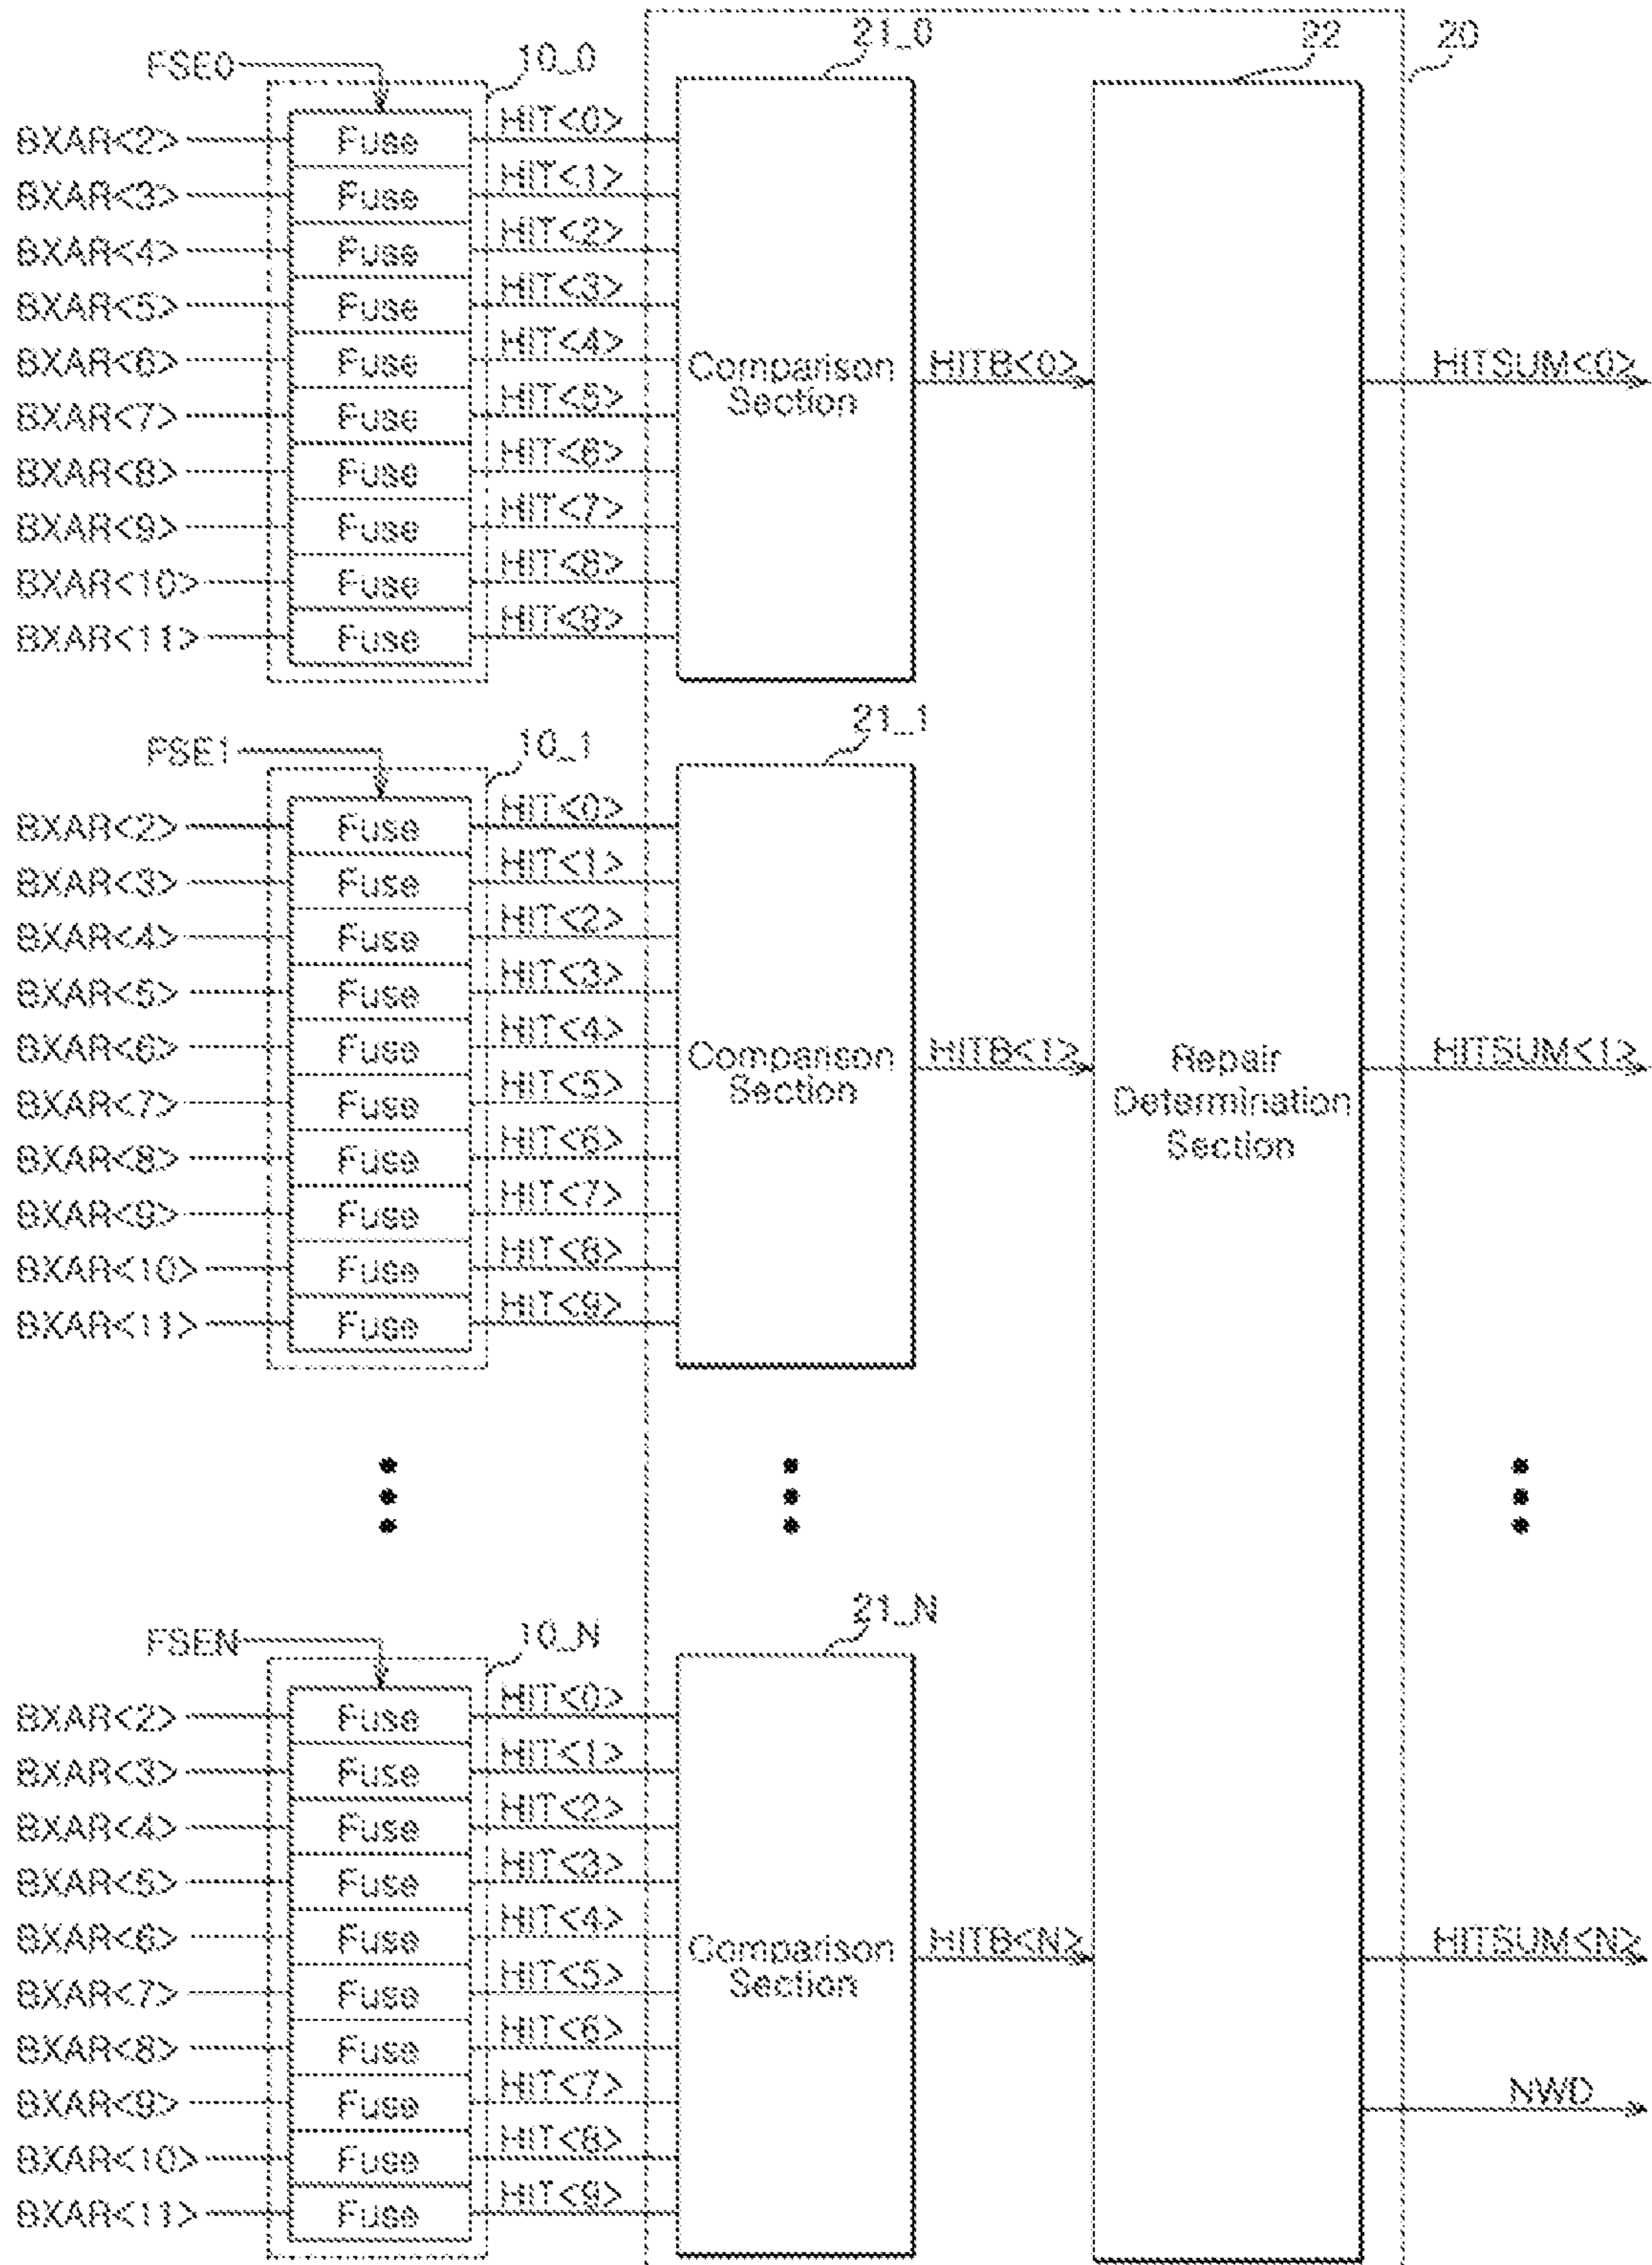 21_0 22 20
FSE0 10_0
BXAR<2> Fuse HIT<0>
BXAR<3> Fuse HIT<1>
BXAR<4> Fuse HIT<2>
BXAR<5> Fuse HIT<3>
BXAR<6> Fuse HIT<4>
BXAR<7> Fuse HIT<5>
BXAR<8> Fuse HIT<6>
BXAR<9> Fuse HIT<7>
BXAR<10> Fuse HIT<8>
BXAR<11> Fuse HIT<9>
Comparison
Section
HITB<0>
HITSUM<0>
FSE1 10_1 21_1
BXAR<2> Fuse HIT<0>
BXAR<3> Fuse HIT<1>
BXAR<4> Fuse HIT<2>
BXAR<5> Fuse HIT<3>
BXAR<6> Fuse HIT<4>
BXAR<7> Fuse HIT<5>
BXAR<8> Fuse HIT<6>
BXAR<9> Fuse HIT<7>
BXAR<10> Fuse HIT<8>
BXAR<11> Fuse HIT<9>
Comparison
Section
HITB<1>
Repair
Determination
Section
HITSUM<1>
FSEN 10_N 21_N
BXAR<2> Fuse HIT<0>
BXAR<3> Fuse HIT<1>
BXAR<4> Fuse HIT<2>
BXAR<5> Fuse HIT<3>
BXAR<6> Fuse HIT<4>
BXAR<7> Fuse HIT<5>
BXAR<8> Fuse HIT<6>
BXAR<9> Fuse HIT<7>
BXAR<10> Fuse HIT<8>
BXAR<11> Fuse HIT<9>
Comparison
Section
HITB<N>
HITSUM<N>
NWD